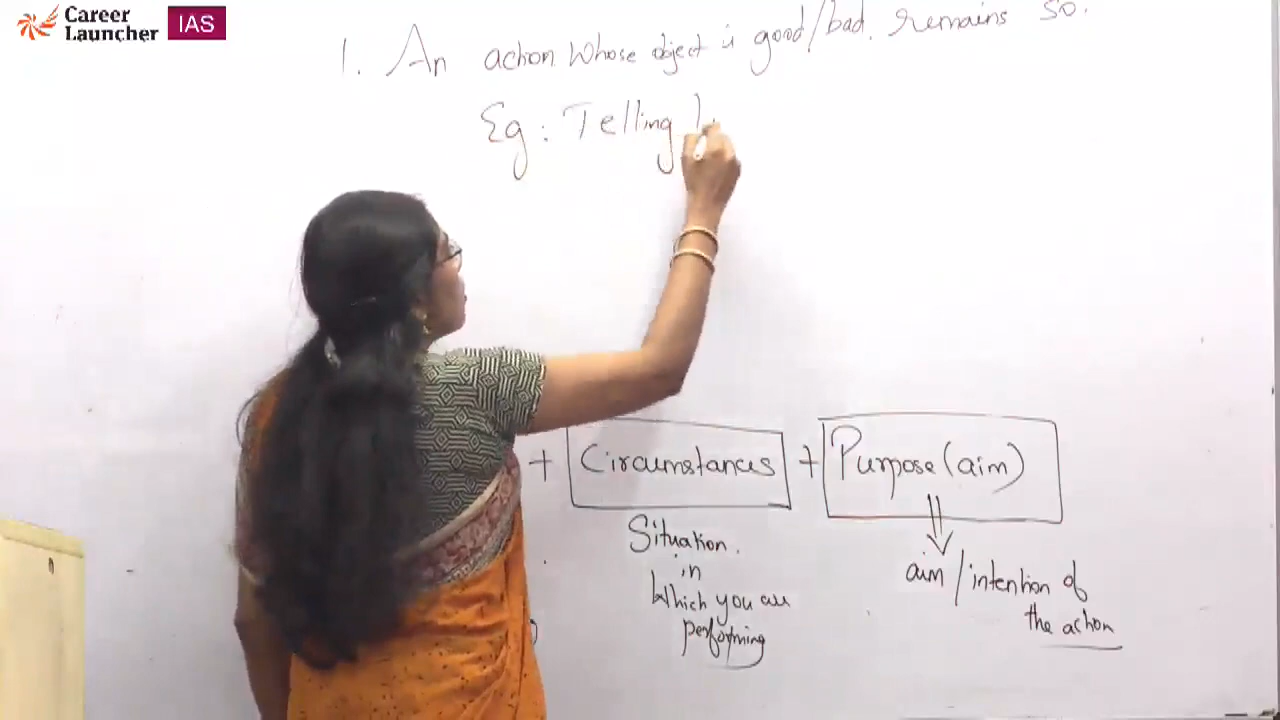 Career
Launcher
IAS
1. An action whose object is good/bad. remains so.
Eg: Telling
+ Circumstances + Purpose (aim)
Situation.
in
Which you are
performing
aim/intention of
the action